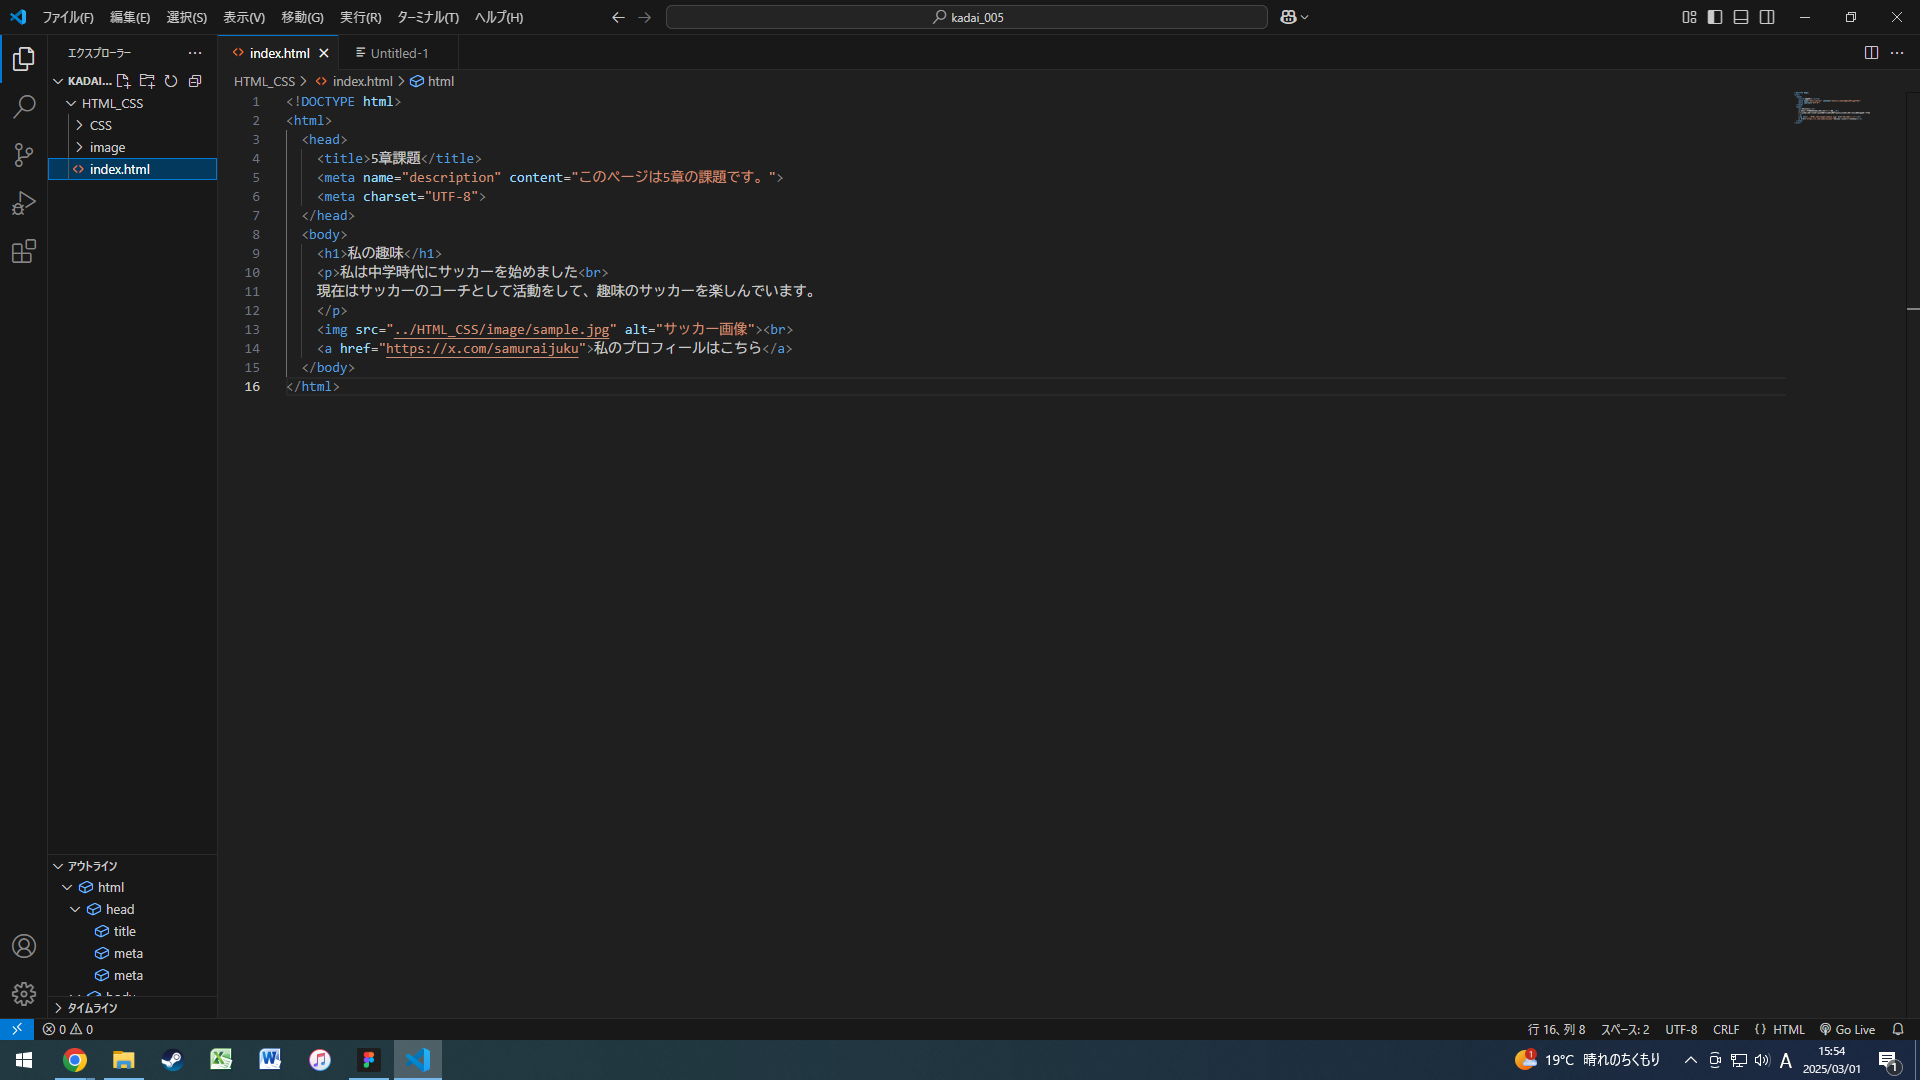 ファイル(F) 編集(E) 選択(S) 表示(V) 移動(G) 実行(R) ターミナル(T) ヘルプ(H)
kadai_005
エクスプローラー
KADAI...
HTML_CSS
CSS
image
index.html
index.html
Untitled-1
HTML_CSS > index.html > html
1 <!DOCTYPE html>
2 <html>
3 <head>
4 <title>5章課題</title>
5 <meta name="description" content="このページは5章の課題です。">
6 <meta charset="UTF-8">
7 </head>
8 <body>
9 <h1>私の趣味</h1>
10 <p>私は中学時代にサッカーを始めました<br>
11 現在はサッカーのコーチとして活動をして、趣味のサッカーを楽しんでいます。
12 </p>
13 <img src="../HTML_CSS/image/sample.jpg" alt="サッカー画像"><br>
14 <a href="https://x.com/samuraijuku">私のプロフィールはこちら</a>
15 </body>
16 </html>
アウトライン
html
head
title
meta
meta
body
タイムライン
0 0
行 16、列 8
スペース: 2
UTF-8
CRLF
{} HTML
Go Live
1
19°C 晴れのちくもり
A
15:54
2025/03/01
1